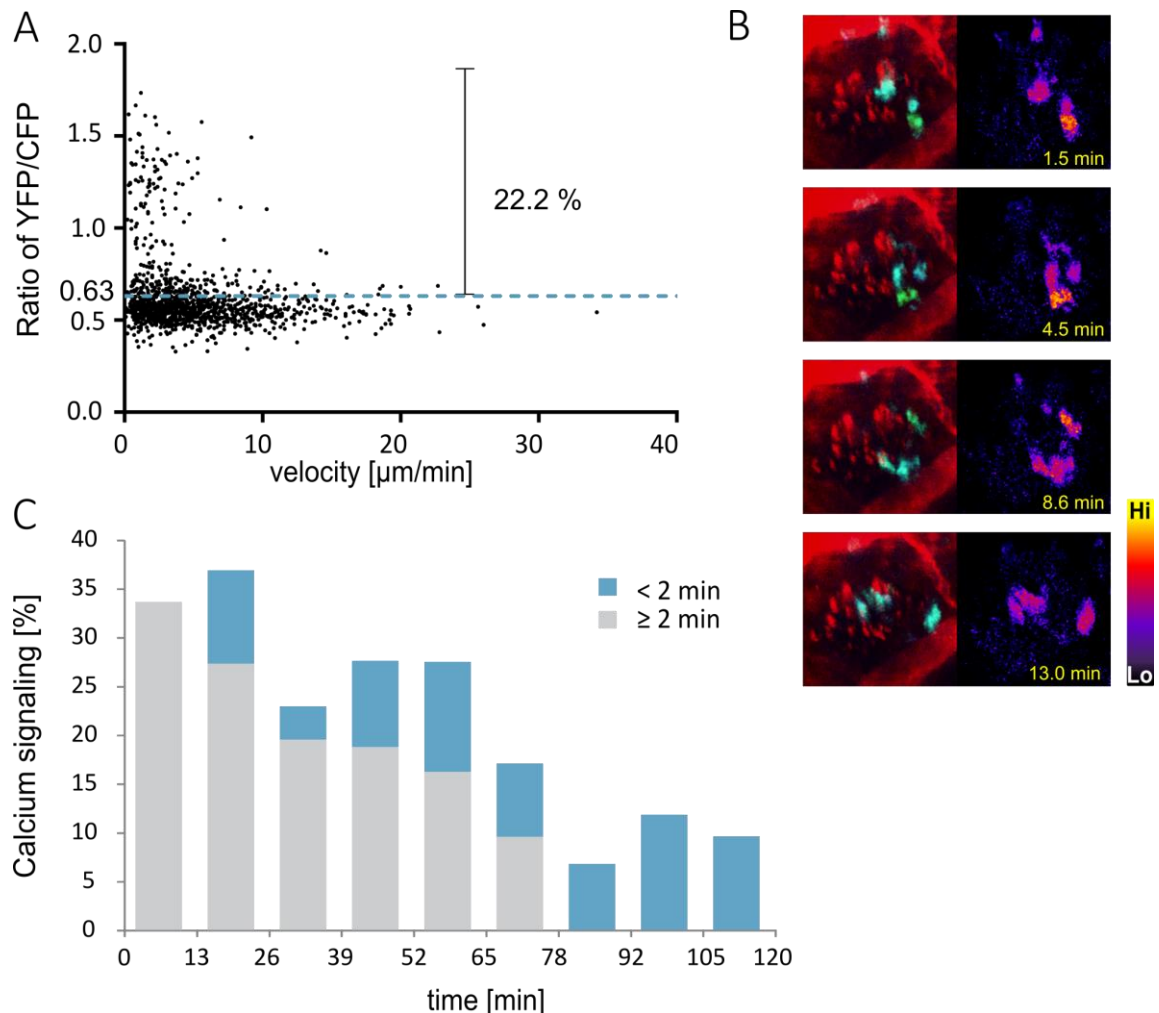 A
2.0
1.5
1.0
0.63
0.5
0.0
Ratio of YFP/CFP
22.2 %
0 10 20 30 40
velocity [µm/min]
B
1.5 min
4.5 min
8.6 min
13.0 min
Hi
Lo
C
40
35
30
25
20
15
10
5
0
Calcium signaling [%]
< 2 min
≥ 2 min
0 13 26 39 52 65 78 92 105 120
time [min]